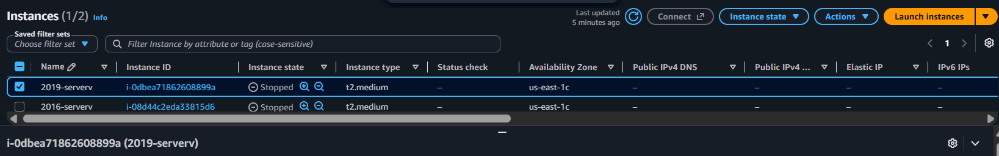 Instances (1/2) Info
Last updated
5 minutes ago
Connect
Instance state
Actions
Launch instances
Saved filter sets
Choose filter set
Filter Instance by attribute or tag (case-sensitive)
1
Name Instance ID Instance state Instance type Status check Availability Zone Public IPv4 DNS Public IPv4 ... Elastic IP IPv6 IPs
2019-serverv i-0dbea71862608899a Stopped t2.medium – us-east-1c – – – –
2016-serverv i-08d44c2eda33815d6 Stopped t2.medium – us-east-1c – – – –
i-0dbea71862608899a (2019-serverv)